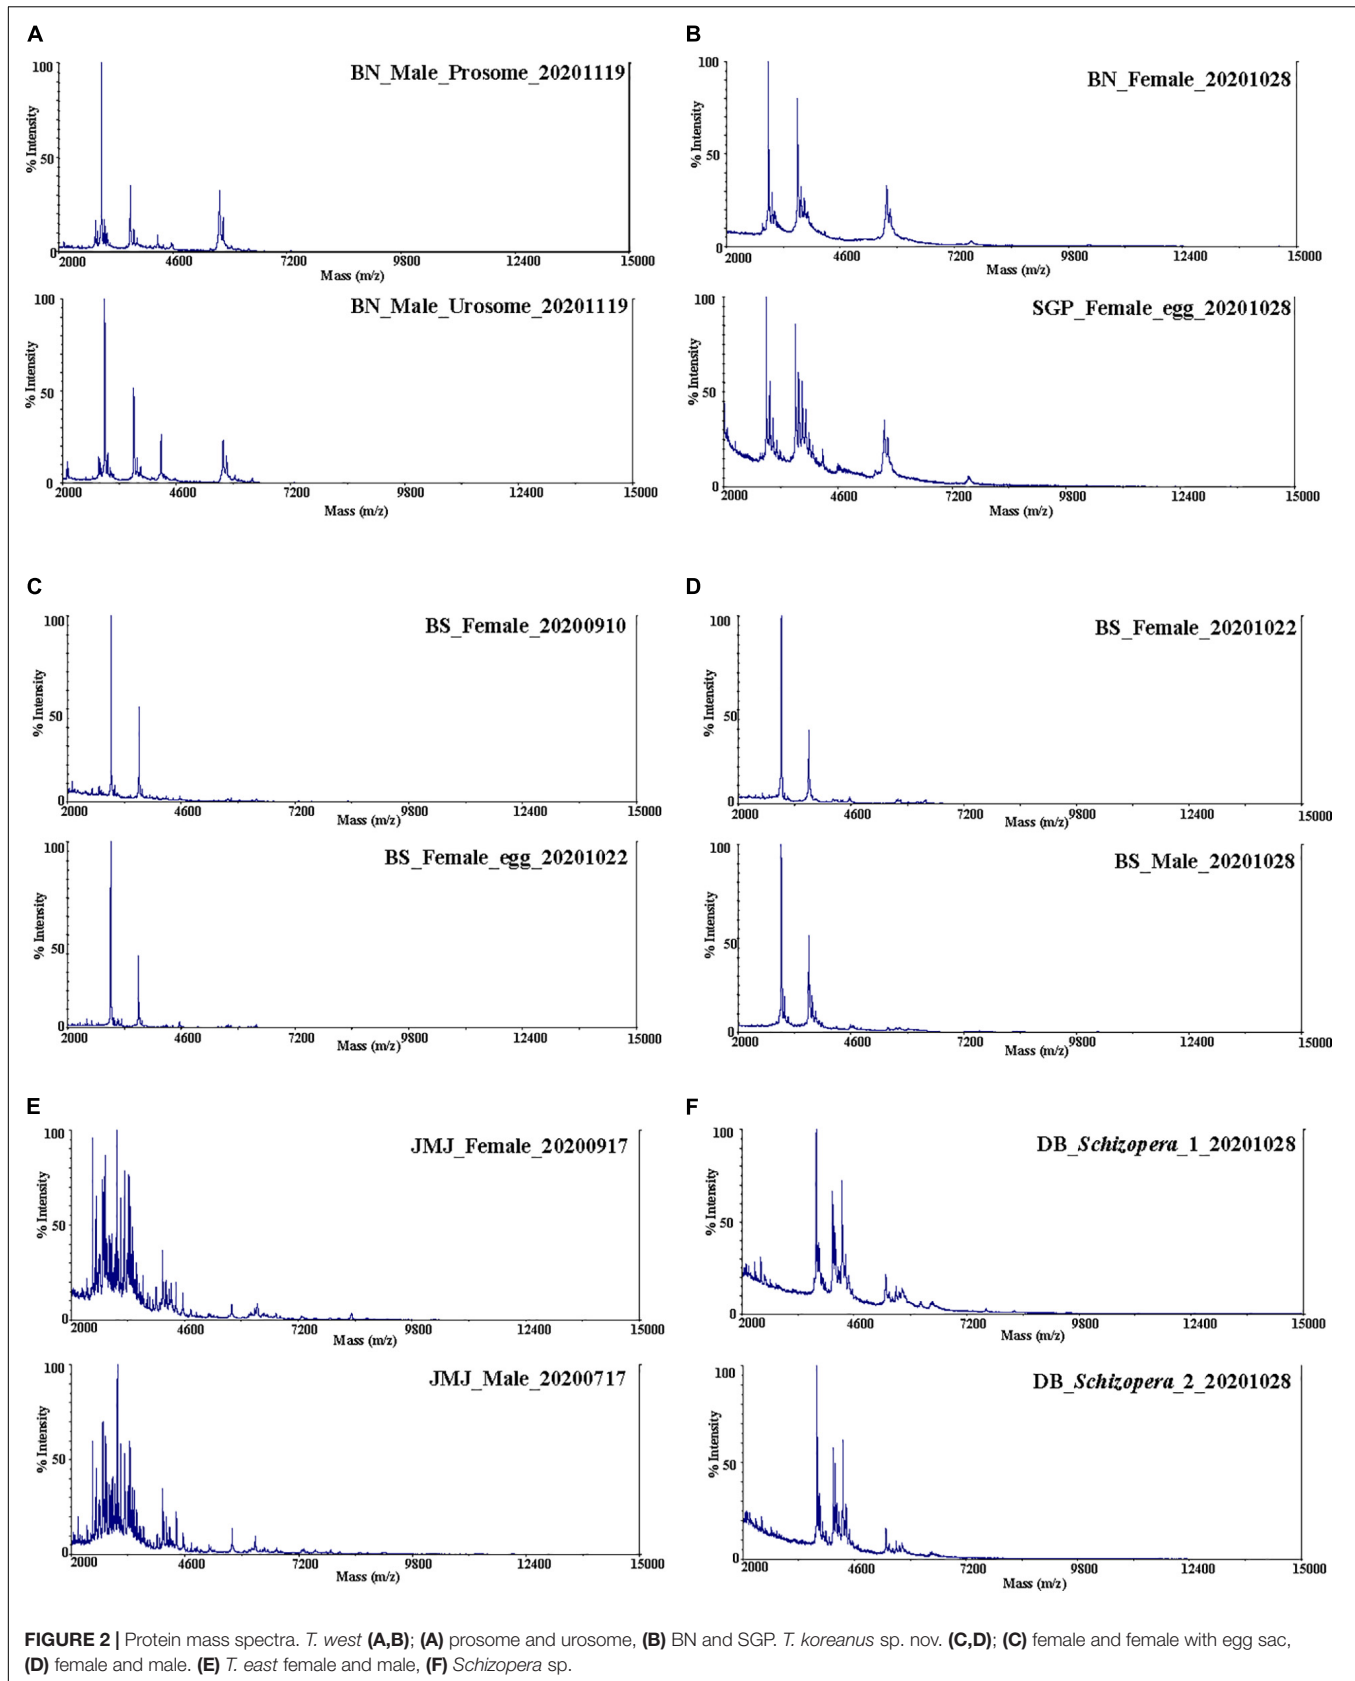 A
BN_Male_Prosome_20201119
100
50
0
% Intensity
2000 4600 7200 9800 12400 15000
Mass (m/z)
BN_Male_Urosome_20201119
100
50
0
% Intensity
2000 4600 7200 9800 12400 15000
Mass (m/z)
B
BN_Female_20201028
100
50
0
% Intensity
2000 4600 7200 9800 12400 15000
Mass (m/z)
SGP_Female_egg_20201028
100
50
0
% Intensity
2000 4600 7200 9800 12400 15000
Mass (m/z)
C
BS_Female_20200910
100
50
0
% Intensity
2000 4600 7200 9800 12400 15000
Mass (m/z)
BS_Female_egg_20201022
100
50
0
% Intensity
2000 4600 7200 9800 12400 15000
Mass (m/z)
D
BS_Female_20201022
100
50
0
% Intensity
2000 4600 7200 9800 12400 15000
Mass (m/z)
BS_Male_20201028
100
50
0
% Intensity
2000 4600 7200 9800 12400 15000
Mass (m/z)
E
JMJ_Female_20200917
100
50
0
% Intensity
2000 4600 7200 9800 12400 15000
Mass (m/z)
JMJ_Male_20200717
100
50
0
% Intensity
2000 4600 7200 9800 12400 15000
Mass (m/z)
F
DB_Schizopera_1_20201028
100
50
0
% Intensity
2000 4600 7200 9800 12400 15000
Mass (m/z)
DB_Schizopera_2_20201028
100
50
0
% Intensity
2000 4600 7200 9800 12400 15000
Mass (m/z)
FIGURE 2 | Protein mass spectra. T. west (A,B); (A) prosome and urosome, (B) BN and SGP. T. koreanus sp. nov. (C,D); (C) female and female with egg sac,
(D) female and male. (E) T. east female and male, (F) Schizopera sp.